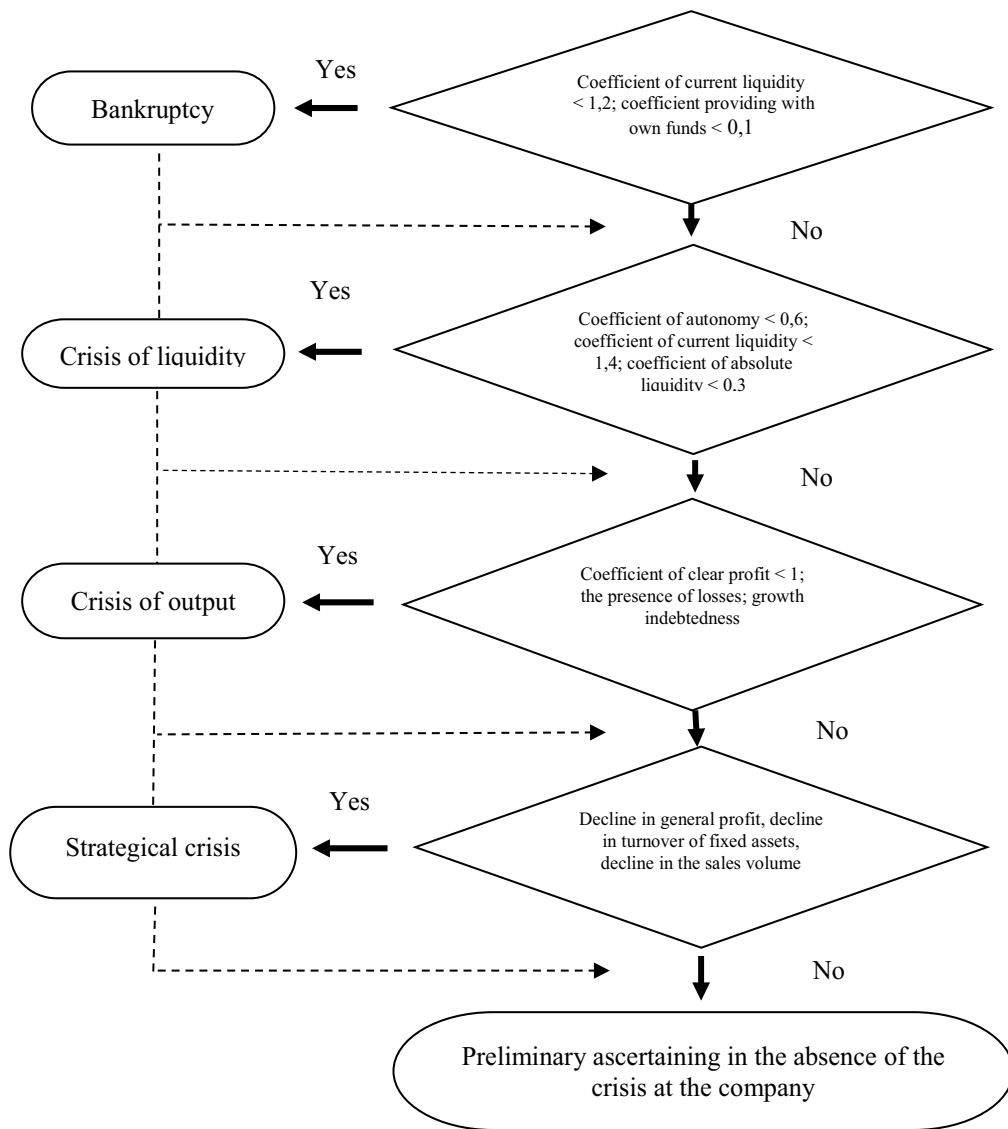 Yes
Coefficient of current liquidity
< 1,2; coefficient providing with
own funds < 0,1
Bankruptcy
No
Yes
Coefficient of autonomy < 0,6;
coefficient of current liquidity <
1,4; coefficient of absolute
liquidity < 0.3
Crisis of liquidity
No
Yes
Coefficient of clear profit < 1;
the presence of losses; growth
indebtedness
Crisis of output
No
Yes
Decline in general profit, decline
in turnover of fixed assets,
decline in the sales volume
Strategical crisis
No
Preliminary ascertaining in the absence of the
crisis at the company